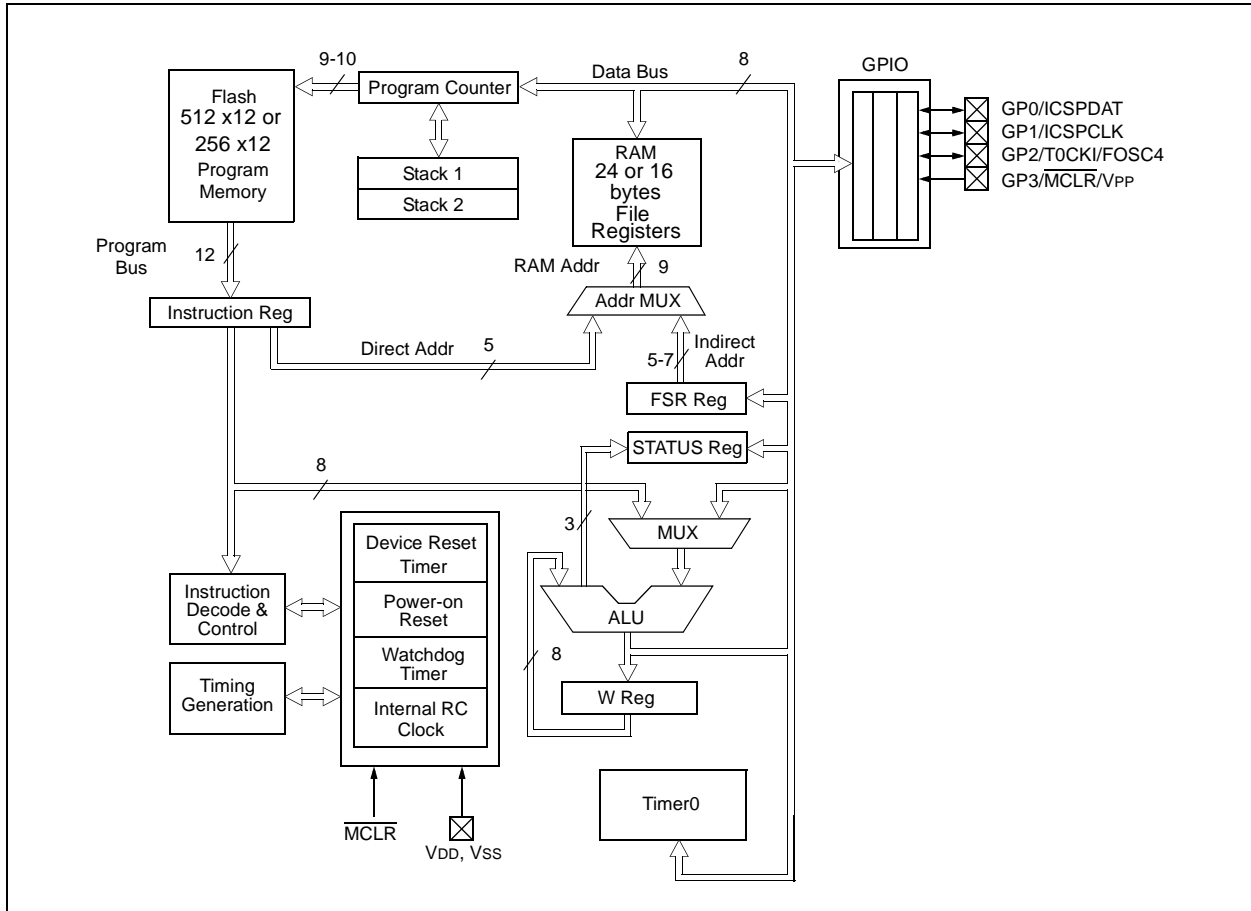 9-10
Program Counter
Data Bus
8
GPIO
Flash
512 x12 or
256 x12
Program
Memory
Stack 1
Stack 2
RAM
24 or 16
bytes
File
Registers
GP0/ICSPDAT
GP1/ICSPCLK
GP2/T0CKI/FOSC4
GP3/MCLR/VPP
Program
Bus
12
RAM Addr
9
Instruction Reg
Addr MUX
Direct Addr
5
5-7
Indirect
Addr
FSR Reg
STATUS Reg
8
3
MUX
Device Reset
Timer
Instruction
Decode &
Control
Power-on
Reset
ALU
Watchdog
Timer
8
Timing
Generation
W Reg
Internal RC
Clock
Timer0
MCLR
VDD, VSS